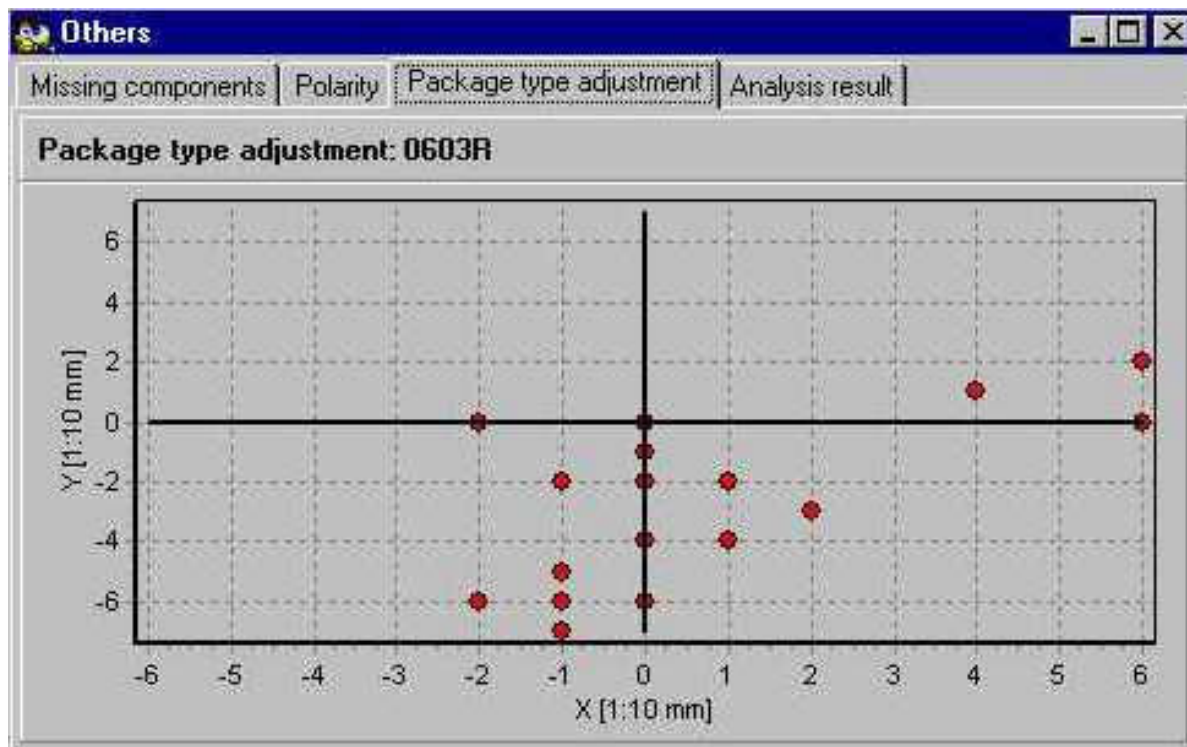 Others
Missing components Polarity Package type adjustment Analysis result
Package type adjustment: 0603R
6
4
2
0
-2
-4
-6
Y [1:10 mm]
-6 -5 -4 -3 -2 -1 0 1 2 3 4 5 6
X [1:10 mm]